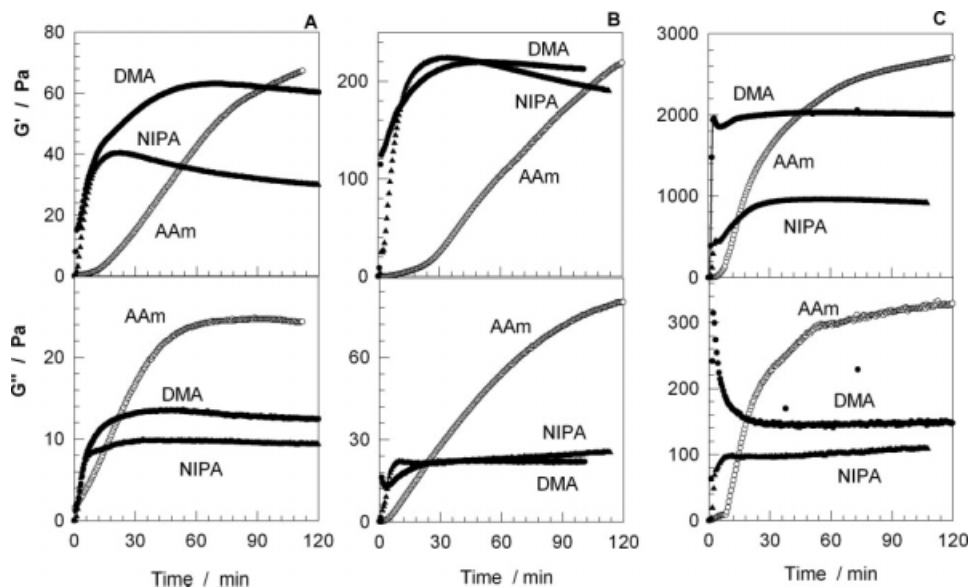 A
B
C
80
60
40
20
0
G' / Pa
DMA
NIPA
AAm
200
100
0
DMA
NIPA
AAm
3000
2000
1000
0
DMA
AAm
NIPA
20
10
0
G'' / Pa
AAm
DMA
NIPA
0 30 60 90 120
Time / min
60
30
0
AAm
NIPA
DMA
0 30 60 90 120
Time / min
300
200
100
0
AAm
DMA
NIPA
0 30 60 90 120
Time / min